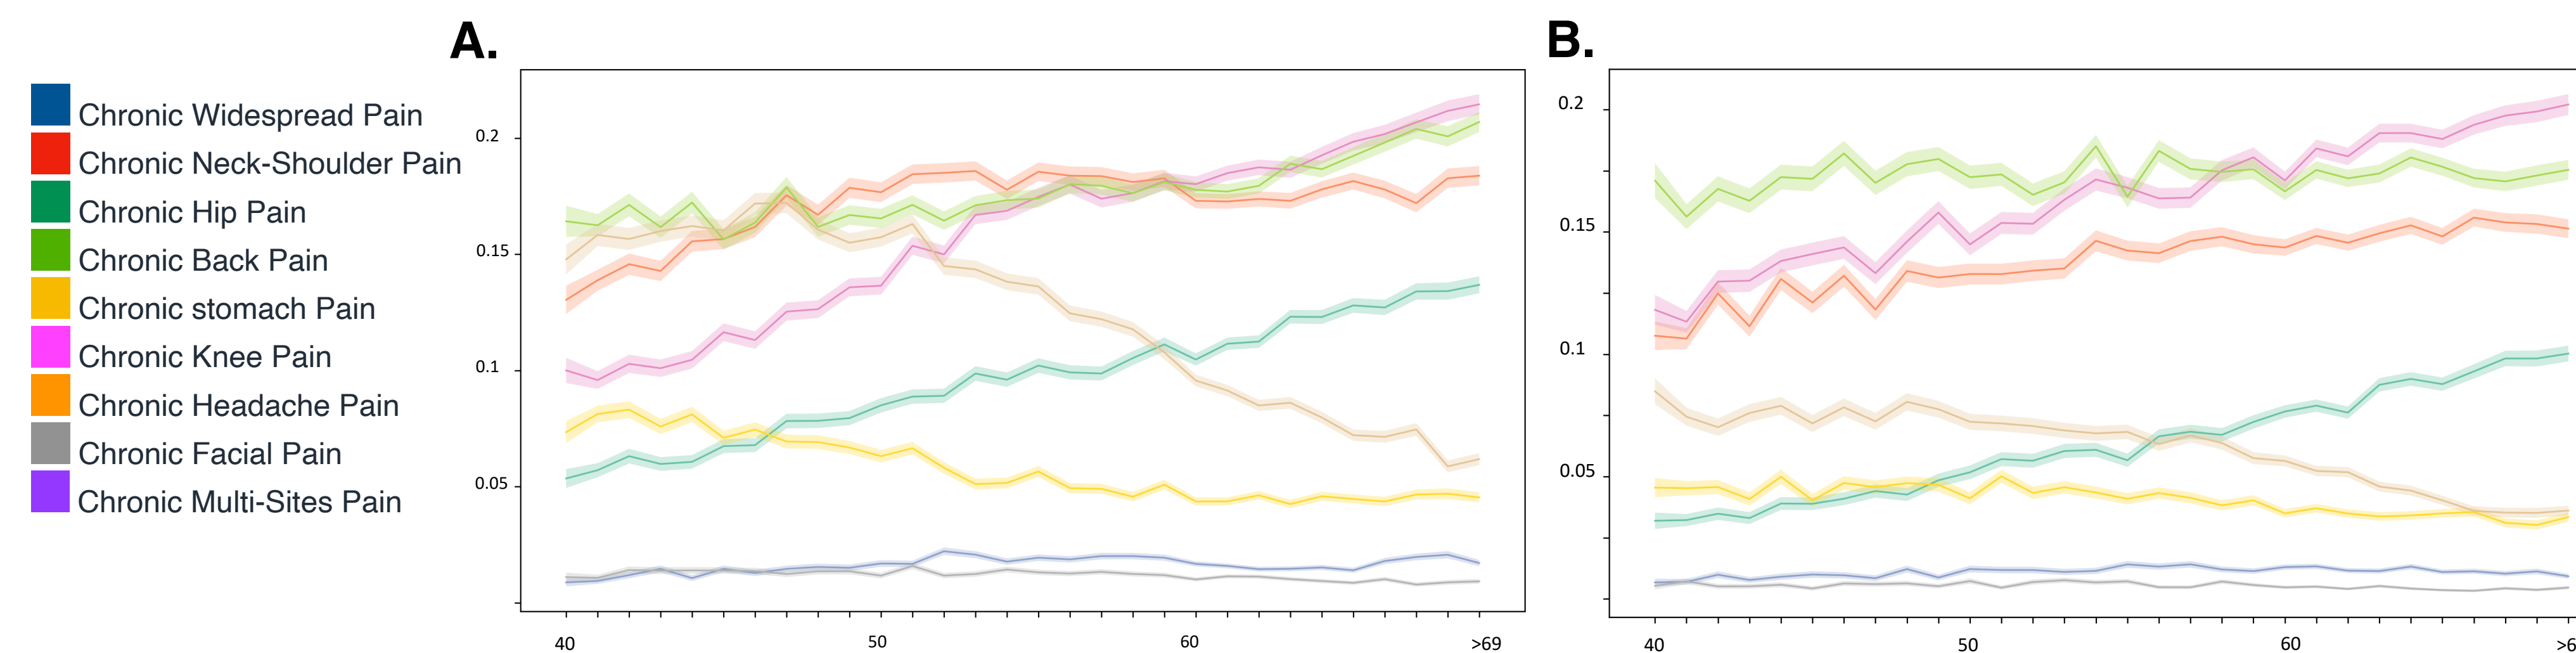 A.
B.
Chronic Widespread Pain
Chronic Neck-Shoulder Pain
Chronic Hip Pain
Chronic Back Pain
Chronic stomach Pain
Chronic Knee Pain
Chronic Headache Pain
Chronic Facial Pain
Chronic Multi-Sites Pain
0.2
0.15
0.1
0.05
40
50
60
>69
0.2
0.15
0.1
0.05
40
50
60
>6